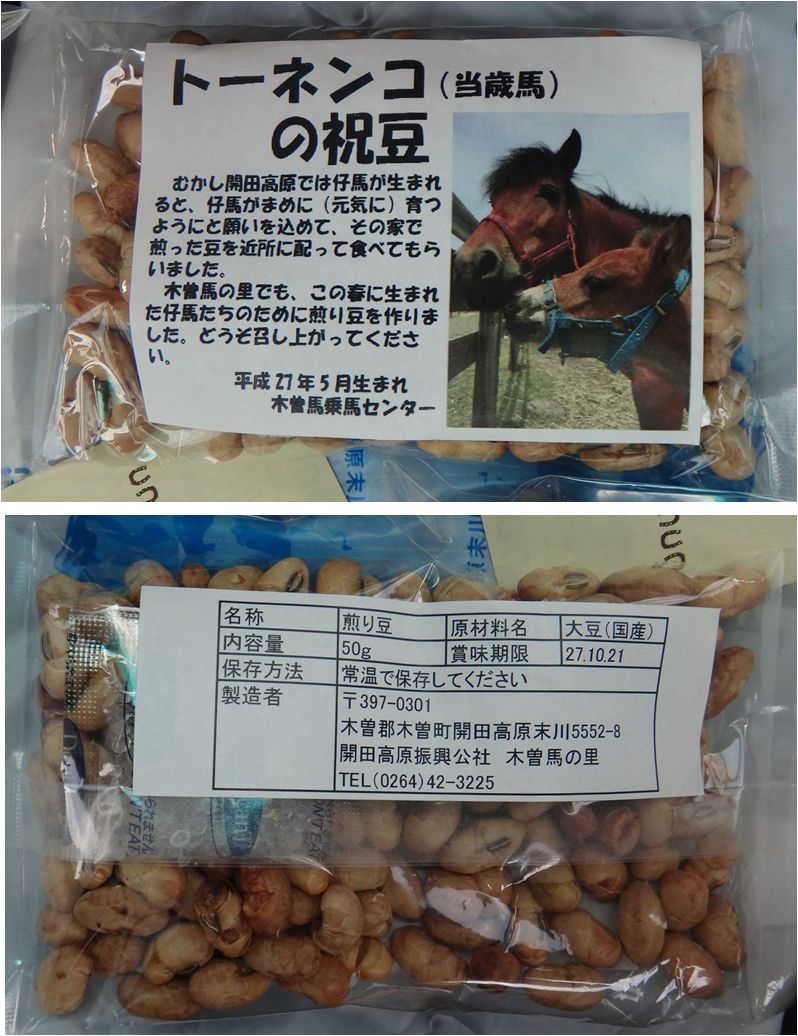 トーネンコ（当歳馬）
の祝豆
むかし開田高原では仔馬が生まれ
ると、仔馬がまめに（元気に）育つ
ようにと願いを込めて、その家で
煎った豆を近所に配って食べてもら
いました。
木曽馬の里でも、この春に生まれ
た仔馬たちのために煎り豆を作りま
した。どうぞ召し上がってくださ
い。
平成27年5月生まれ
木曽馬乗馬センター
名称 煎り豆 原材料名 大豆（国産）
内容量 50g 賞味期限 27.10.21
保存方法 常温で保存してください
製造者 〒397-0301
木曽郡木曽町開田高原末川5552-8
開田高原振興公社 木曽馬の里
TEL（0264）42-3225